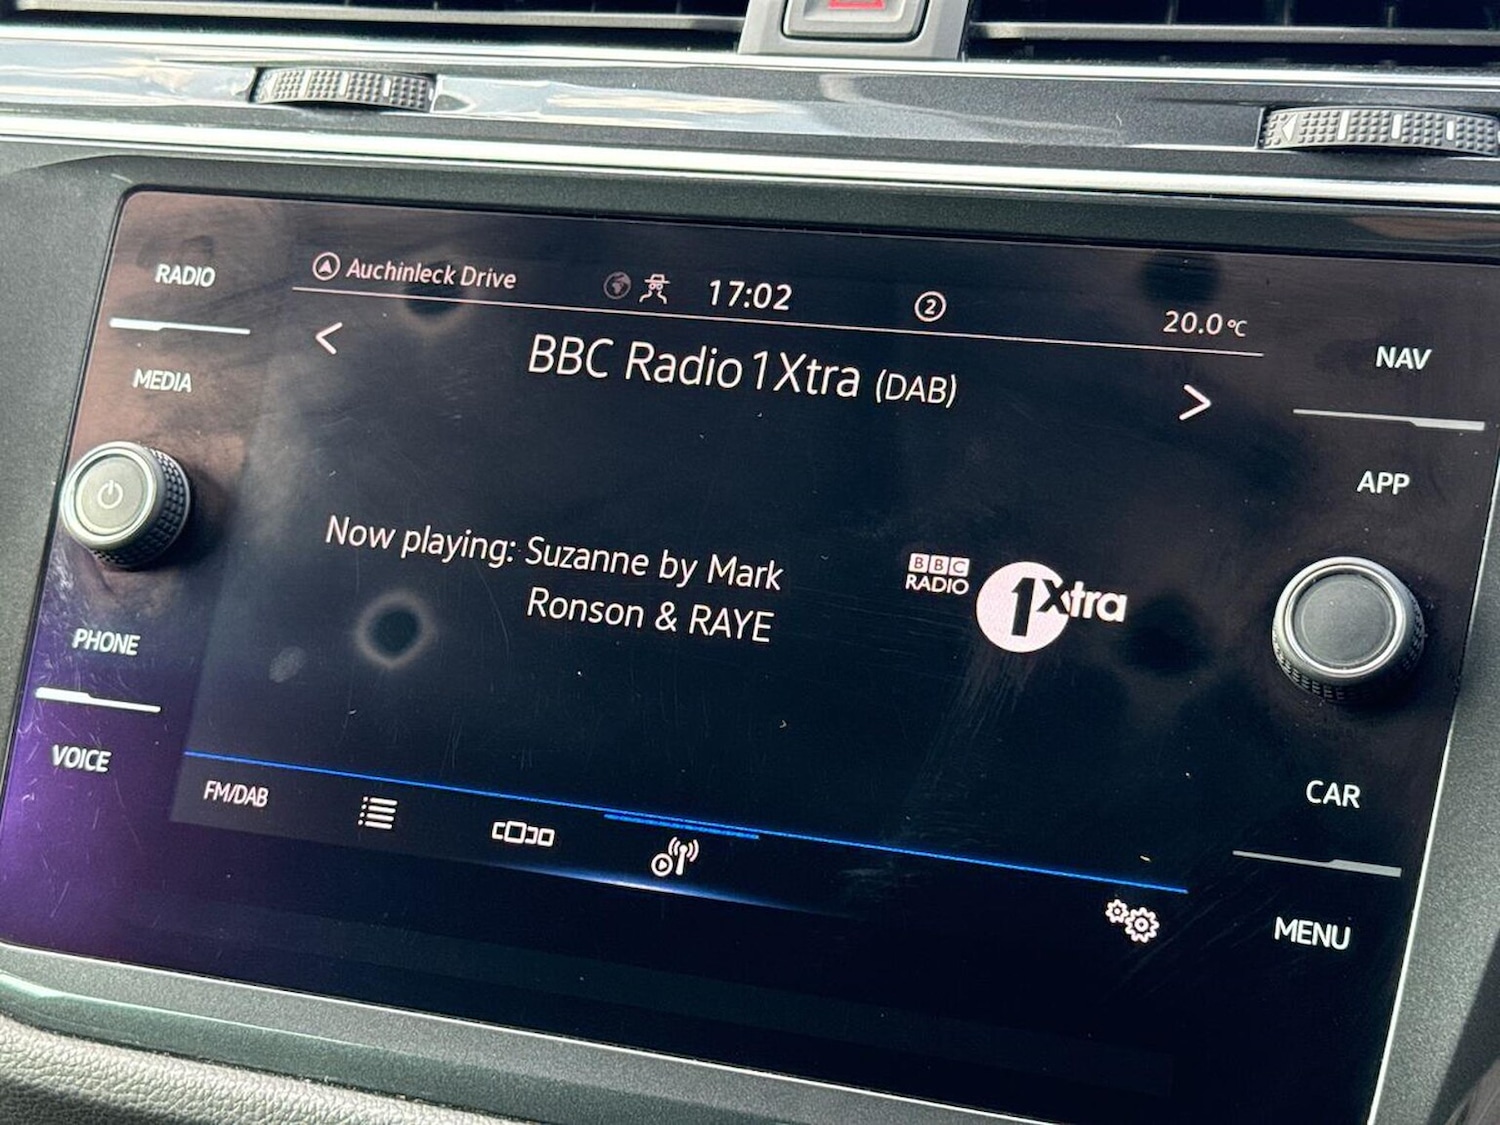 RADIO
Auchinleck Drive
17:02
2
20.0°C
NAV
MEDIA
BBC Radio 1Xtra (DAB)
APP
Now playing: Suzanne by Mark
Ronson & RAYE
BBC
RADIO
1Xtra
PHONE
VOICE
FM/DAB
CAR
MENU